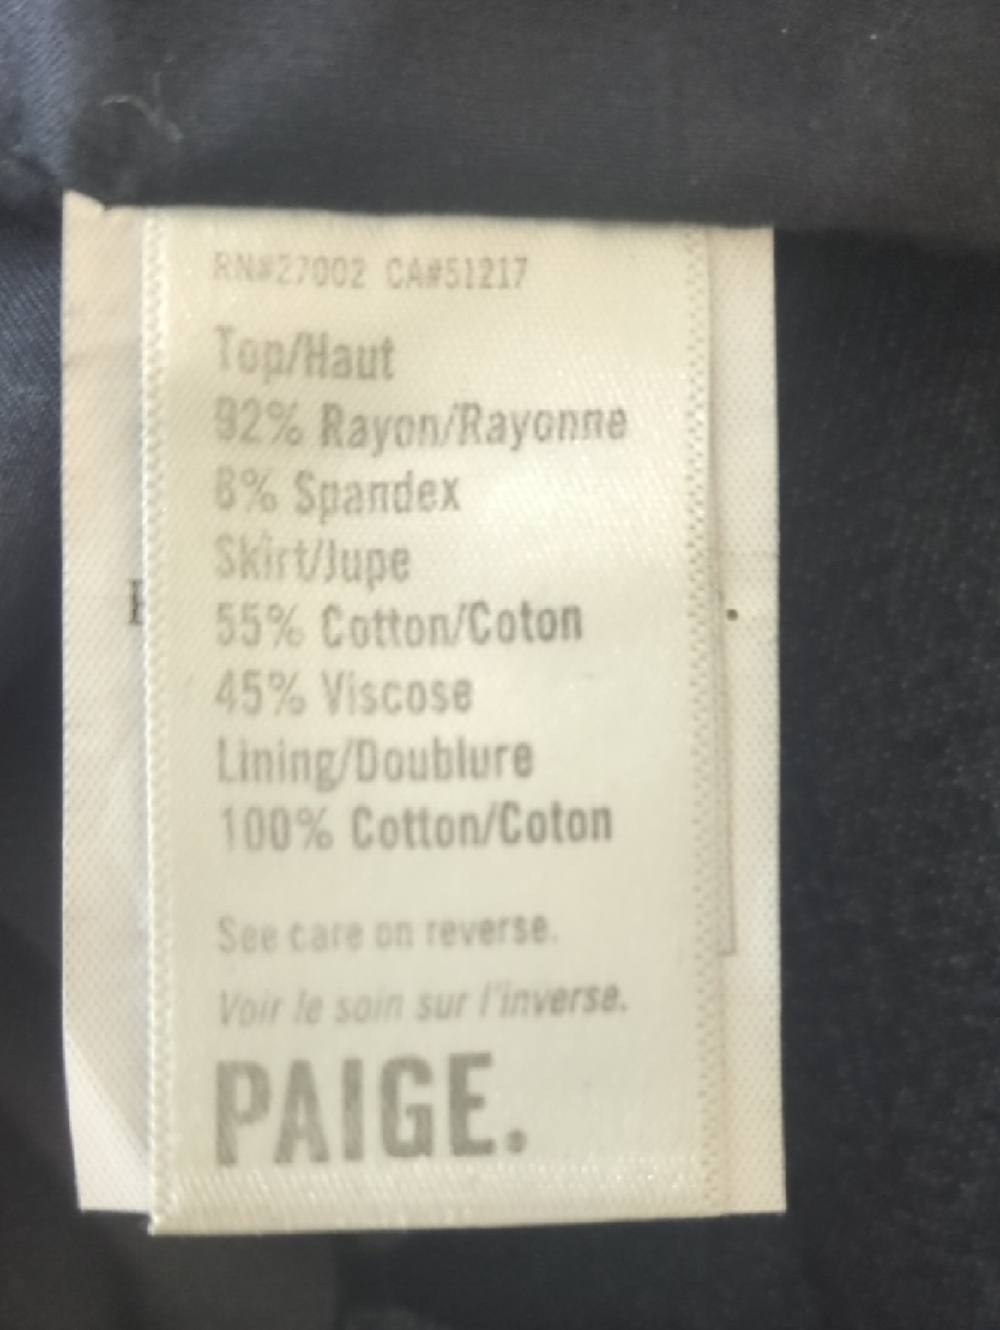 RN#27002 CA#51217
Top/Haut
92% Rayon/Rayonne
8% Spandex
Skirt/Jupe
55% Cotton/Coton
45% Viscose
Lining/Doublure
100% Cotton/Coton
See care on reverse.
Voir le soin sur l'inverse.
PAIGE.